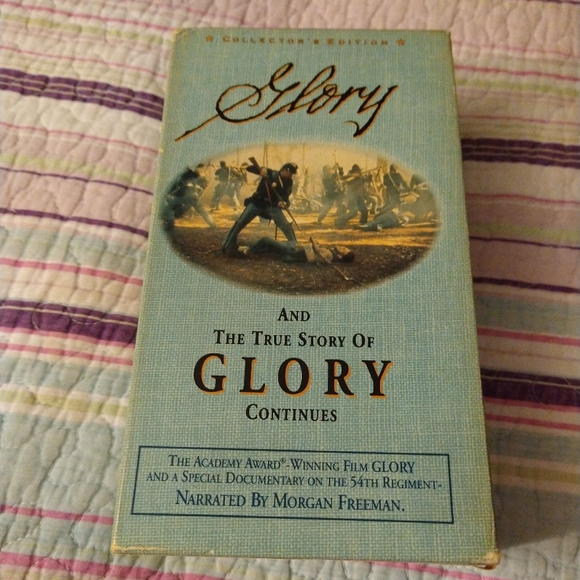 ★ COLLECTOR'S EDITION ★
Glory
AND
THE TRUE STORY OF
GLORY
CONTINUES
THE ACADEMY AWARD®-WINNING FILM GLORY
AND A SPECIAL DOCUMENTARY ON THE 54TH REGIMENT-
NARRATED BY MORGAN FREEMAN.